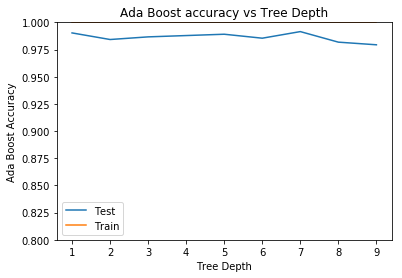 Ada Boost accuracy vs Tree Depth
1.000
0.975
0.950
0.925
0.900
0.875
0.850
0.825
0.800
Ada Boost Accuracy
Test
Train
1 2 3 4 5 6 7 8 9
Tree Depth